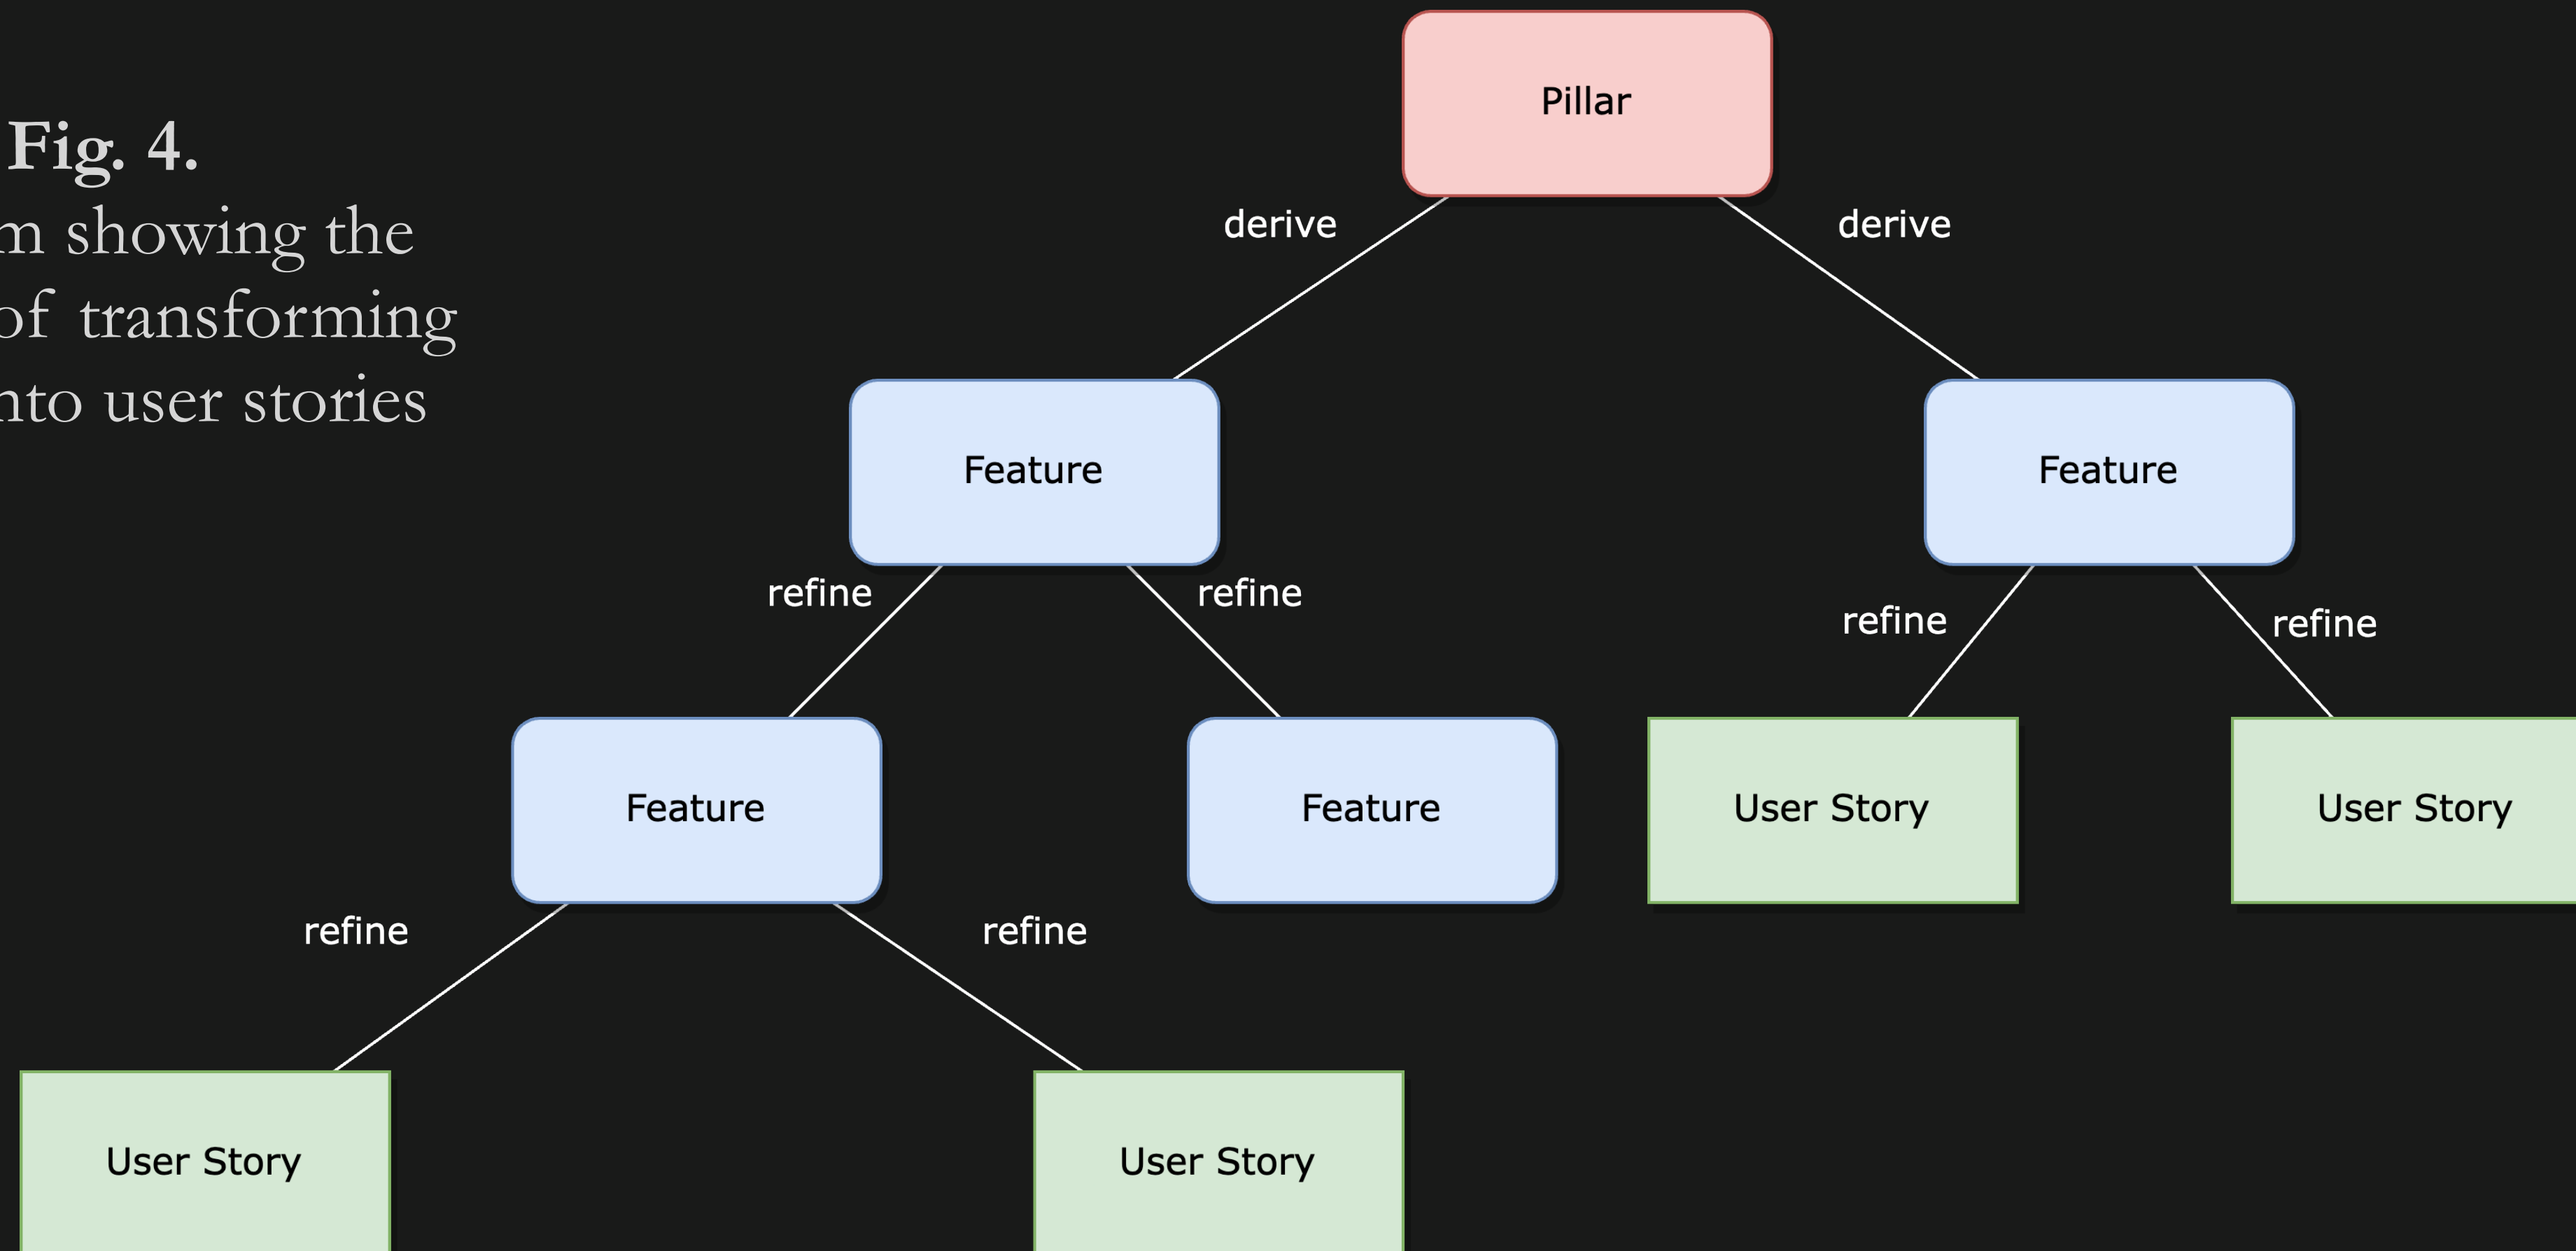 Fig. 4.
m showing the
of transforming
nto user stories
Pillar
derive
derive
Feature
Feature
refine
refine
refine
refine
Feature
Feature
User Story
User Story
refine
refine
User Story
User Story